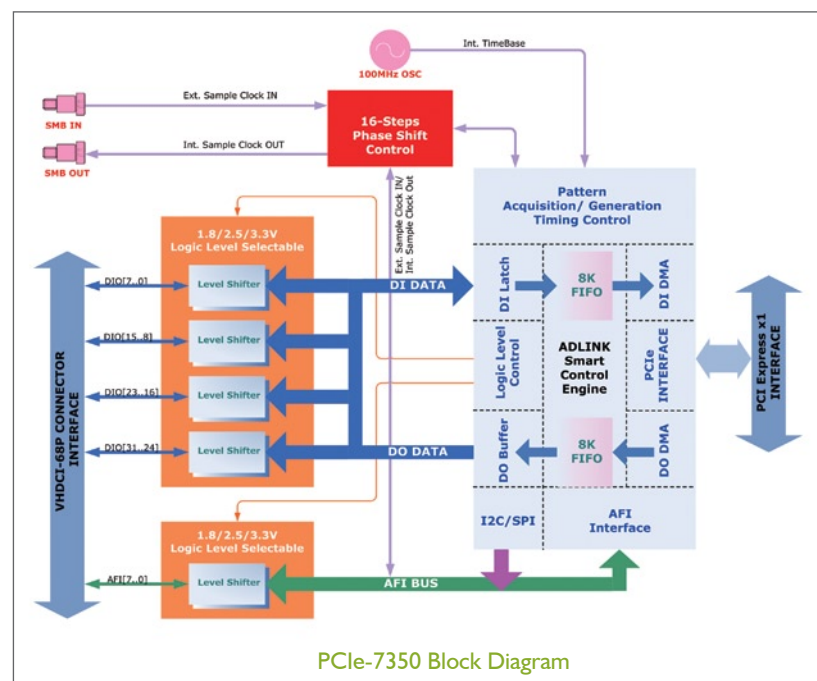 Int. TimeBase
100MHz OSC
Ext. Sample Clock IN
SMB IN
16-Steps
Phase Shift
Control
Int. Sample Clock OUT
SMB OUT
Ext. Sample Clock IN/
Int. Sample Clock Out
Pattern
Acquisition/ Generation
Timing Control
1.8/2.5/3.3V
Logic Level Selectable
VHDCI-68P CONNECTOR
INTERFACE
DIO[7..0]
Level Shifter
DI DATA
DI Latch
8K
FIFO
DI DMA
DIO[15..8]
Level Shifter
Logic Level
Control
ADLINK
Smart
Control
Engine
PCIe
INTERFACE
PCI Express x1
INTERFACE
DIO[23..16]
Level Shifter
DIO[31..24]
Level Shifter
DO DATA
DO Buffer
8K
FIFO
DO DMA
I2C/SPI
AFI
Interface
1.8/2.5/3.3V
Logic Level Selectable
AFI[7..0]
Level Shifter
AFI BUS
PCIe-7350 Block Diagram